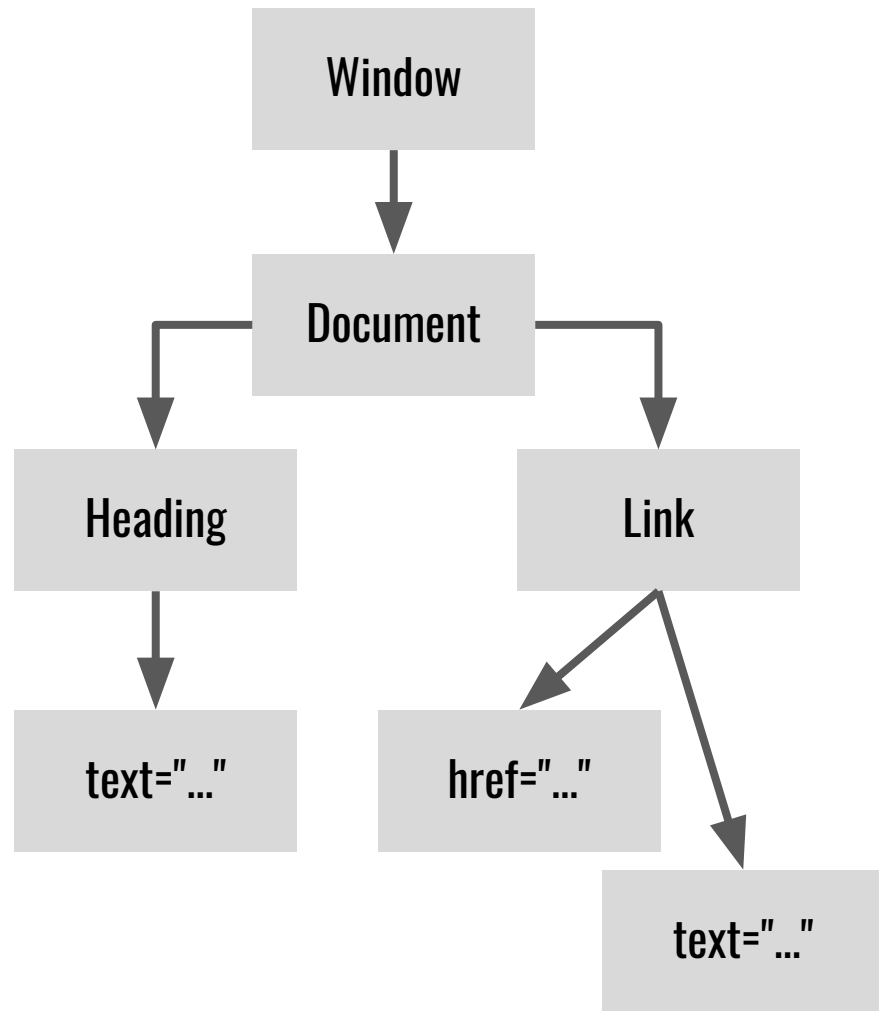 Window
Document
Heading
Link
text="..."
href="..."
text="..."